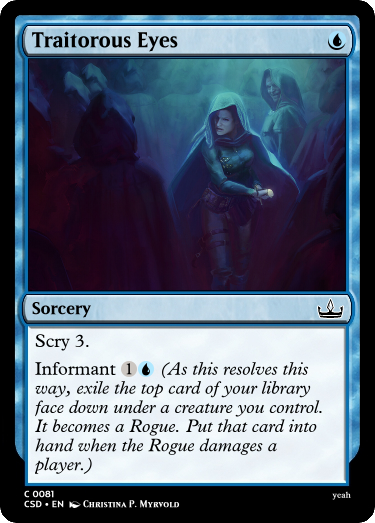 Traitorous Eyes
Sorcery
Scry 3.
Informant 1 (As this resolves this
way, exile the top card of your library
face down under a creature you control.
It becomes a Rogue. Put that card into
hand when the Rogue damages a
player.)
C 0081
yeah
CSD • EN Christina P. Myrvold